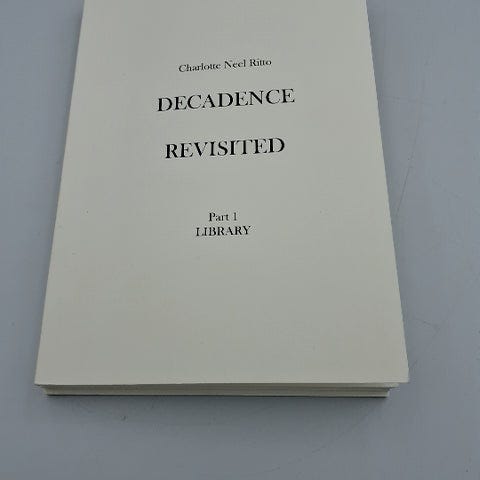 Charlotte Neel Ritto
DECADENCE
REVISITED
Part 1
LIBRARY